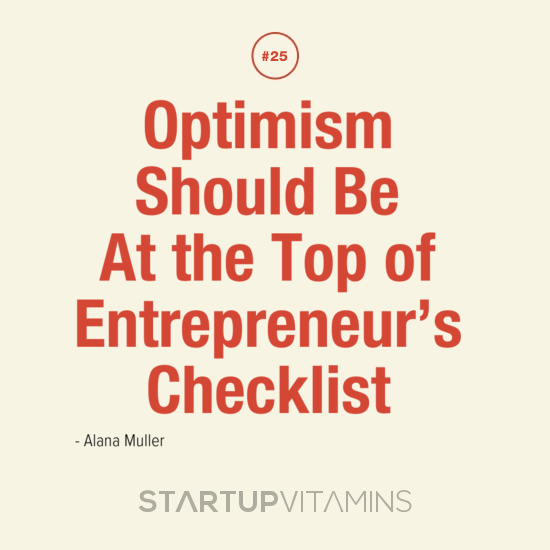 #25
Optimism
Should Be
At the Top of
Entrepreneur’s
Checklist
- Alana Muller
STARTUPVITAMINS